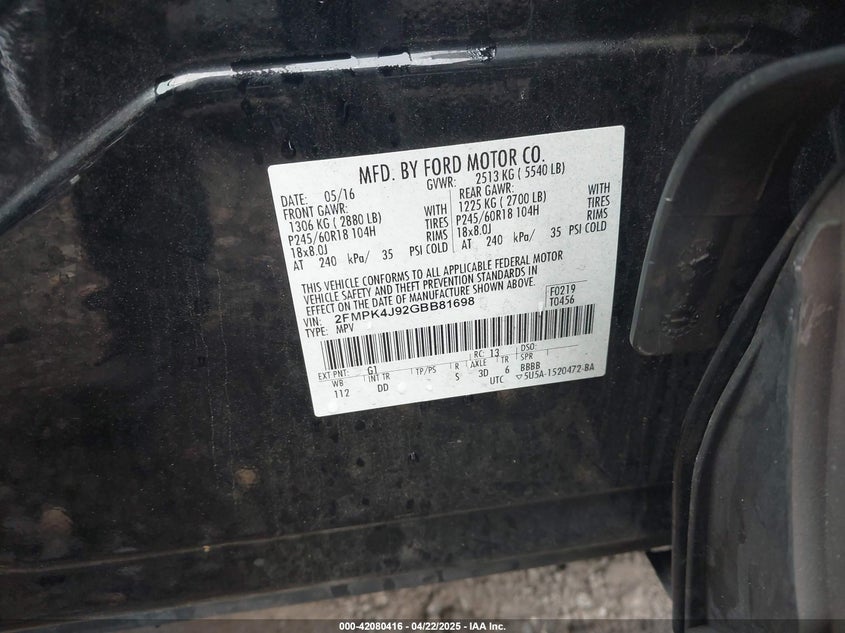 MFD. BY FORD MOTOR CO.
DATE: 05/16 GVWR: 2513 KG ( 5540 LB)
FRONT GAWR: REAR GAWR:
1306 KG ( 2880 LB) WITH 1225 KG ( 2700 LB) WITH
P245/60R18 104H TIRES P245/60R18 104H TIRES
18x8.0J RIMS 18x8.0J RIMS
AT 240 kPa/ 35 PSI COLD AT 240 kPa/ 35 PSI COLD
THIS VEHICLE CONFORMS TO ALL APPLICABLE FEDERAL MOTOR
VEHICLE SAFETY AND THEFT PREVENTION STANDARDS IN
EFFECT ON THE DATE OF MANUFACTURE SHOWN ABOVE.
VIN: 2FMPK4J92GBB81698 F0219
TYPE: MPV T0456
EXT PNT: G1 RC: 13 DSO:
WB INT TR TP/PS R AXLE TR SPR
112 DD S 3D 6 BBBB
UTC ▽5U5A-1520472-BA
000-42080416 - 04/22/2025 - IAA Inc.